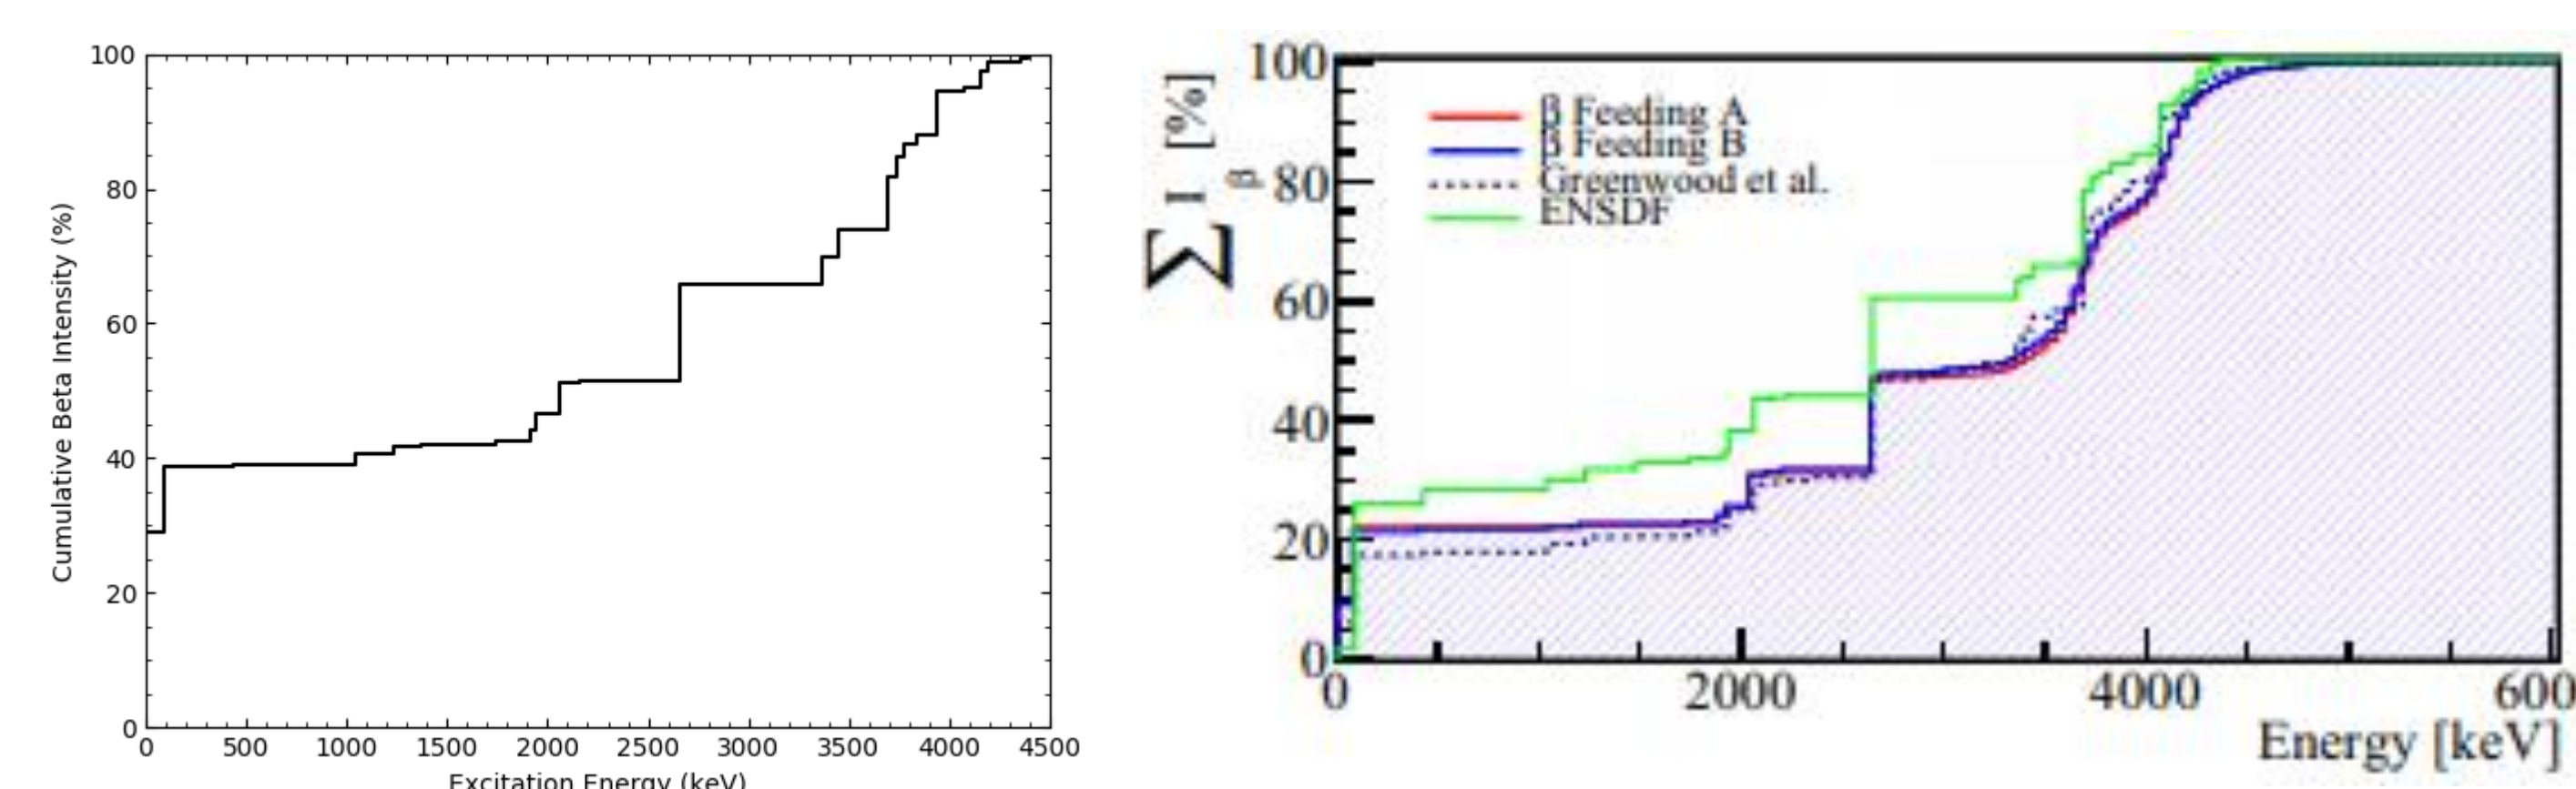 100
80
60
40
20
0
Cumulative Beta Intensity (%)
0 500 1000 1500 2000 2500 3000 3500 4000 4500
Excitation Energy (keV)
Σ I β [%]
100
80
60
40
20
0
β Feeding A
β Feeding B
Greenwood et al.
ENSDF
0 2000 4000 600
Energy [keV]